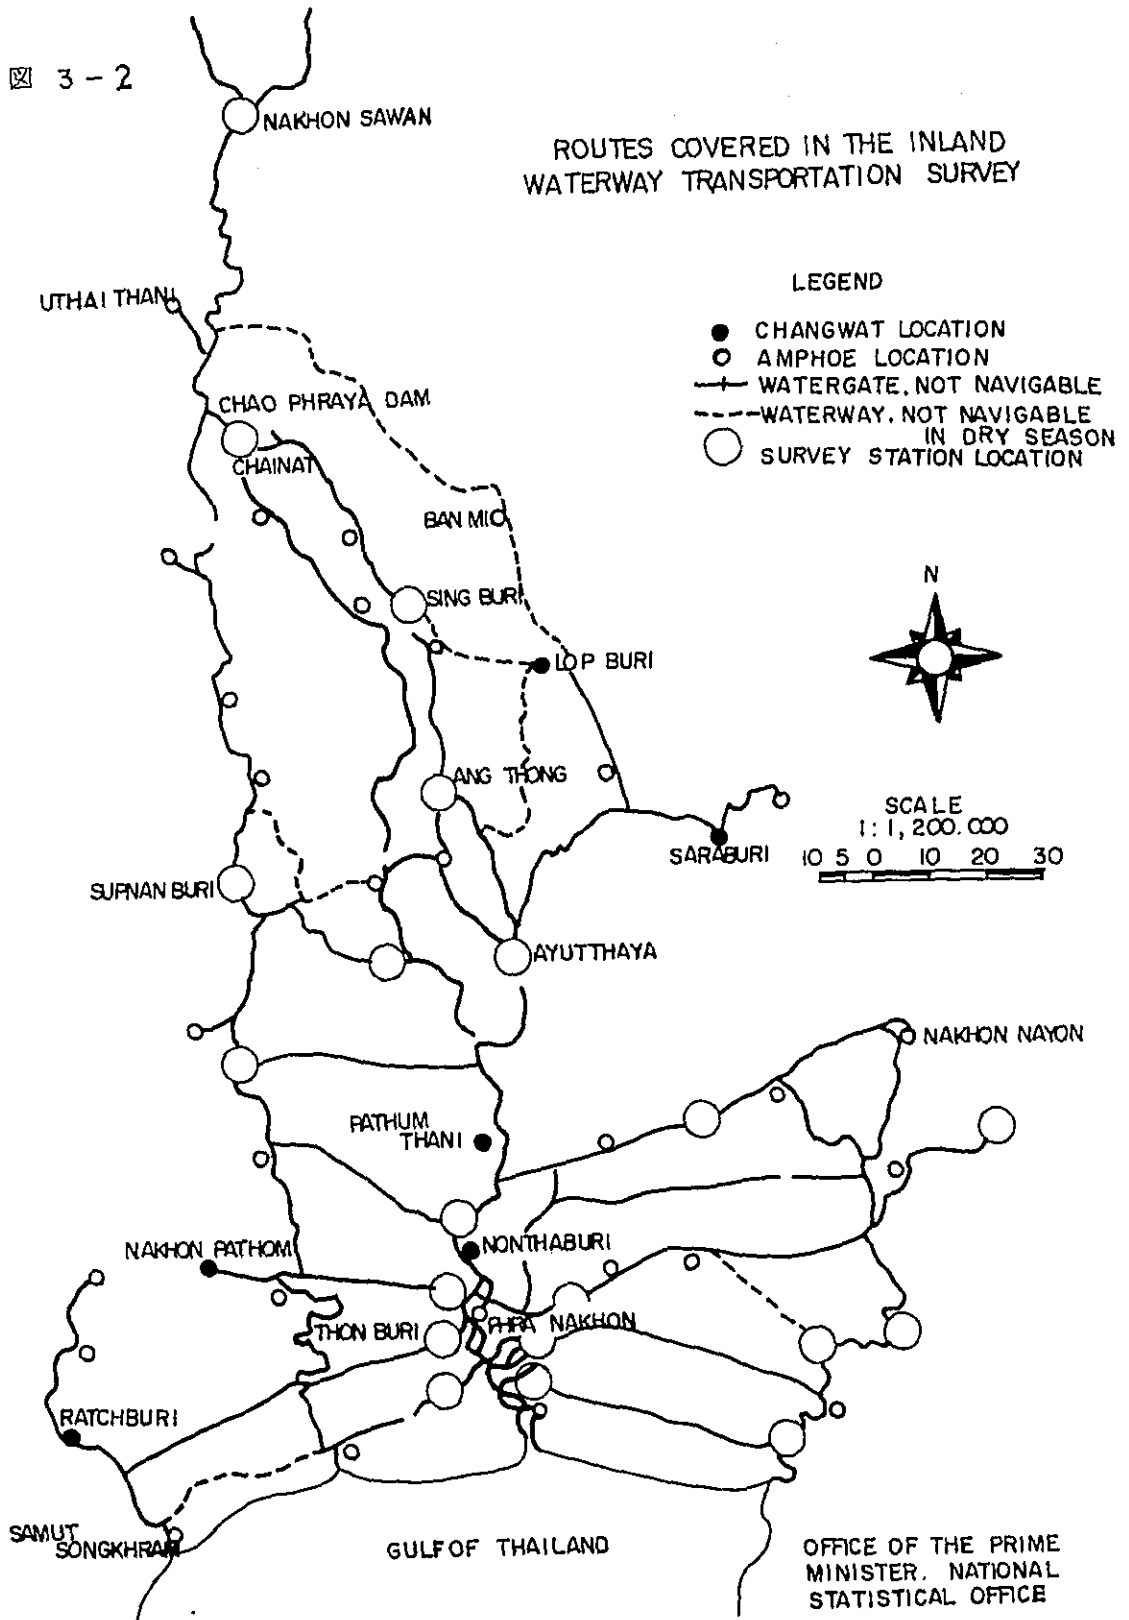 図 3-2
NAKHON SAWAN
ROUTES COVERED IN THE INLAND
WATERWAY TRANSPORTATION SURVEY
UTHAI THANI
LEGEND
CHANGWAT LOCATION
AMPHOE LOCATION
WATERGATE. NOT NAVIGABLE
WATERWAY. NOT NAVIGABLE
IN DRY SEASON
SURVEY STATION LOCATION
CHAO PHRAYA DAM
CHAINAT
BAN MI
SING BURI
N
LOP BURI
ANG THONG
SCALE
1:1,200.000
10 5 0 10 20 30
SARABURI
SUPNAN BURI
AYUTTHAYA
NAKHON NAYON
PATHUM
THANI
NAKHON PATHOM
NONTHABURI
THON BURI
PHRA NAKHON
RATCHBURI
SAMUT
SONGKHRAM
GULF OF THAILAND
OFFICE OF THE PRIME
MINISTER. NATIONAL
STATISTICAL OFFICE